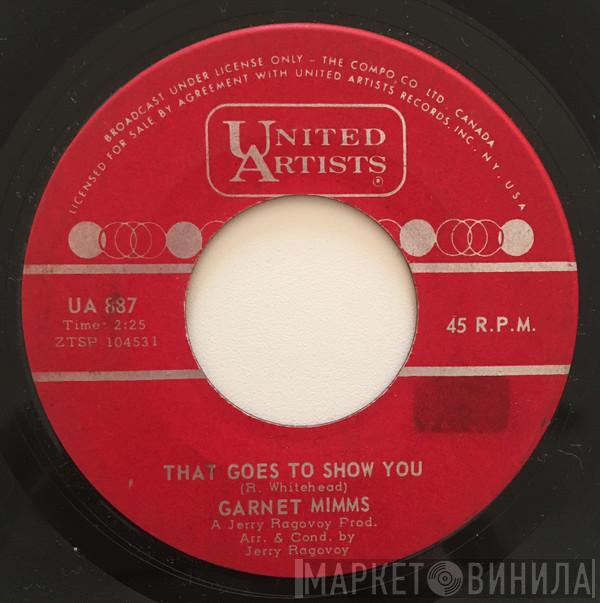 BROADCAST UNDER LICENSE ONLY - THE COMPO CO. LTD. CANADA
LICENSED FOR SALE BY AGREEMENT WITH UNITED ARTISTS RECORDS, INC., N.Y. USA
UNITED
ARTISTS
®
UA 887
Time: 2:25
ZTSP 104531
45 R.P.M.
THAT GOES TO SHOW YOU
(R. Whitehead)
GARNET MIMMS
A Jerry Ragovoy Prod.
Arr. & Cond. by
Jerry Ragovoy
МАРКЕТ ВИНИЛА